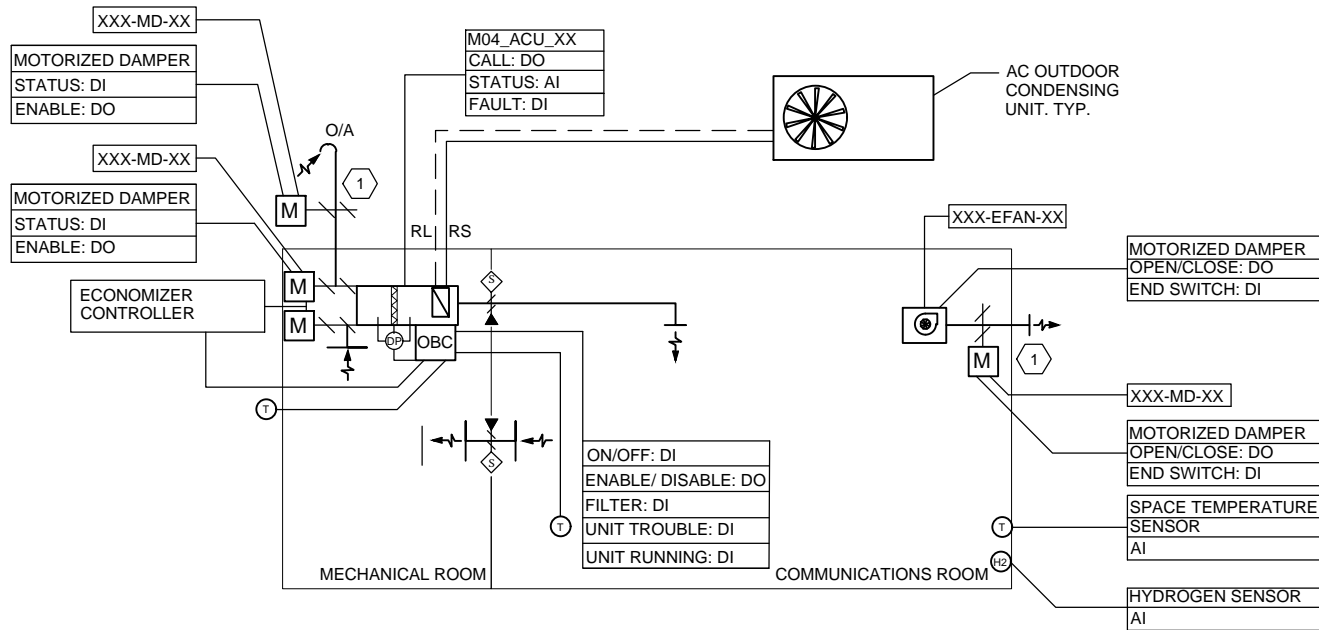 XXX-MD-XX
MOTORIZED DAMPER
STATUS: DI
ENABLE: DO
M04_ACU_XX
CALL: DO
STATUS: AI
FAULT: DI
AC OUTDOOR
CONDENSING
UNIT. TYP.
O/A
1
M
XXX-MD-XX
MOTORIZED DAMPER
STATUS: DI
ENABLE: DO
RL
RS
XXX-EFAN-XX
MOTORIZED DAMPER
OPEN/CLOSE: DO
END SWITCH: DI
ECONOMIZER
CONTROLLER
M
M
S
DP
OBC
T
M
1
XXX-MD-XX
MOTORIZED DAMPER
OPEN/CLOSE: DO
END SWITCH: DI
S
ON/OFF: DI
ENABLE/ DISABLE: DO
FILTER: DI
UNIT TROUBLE: DI
UNIT RUNNING: DI
T
T
SPACE TEMPERATURE
SENSOR
AI
MECHANICAL ROOM
COMMUNICATIONS ROOM
H2
HYDROGEN SENSOR
AI